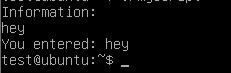 Information:
hey
You entered: hey
test@ubuntu:~$ _